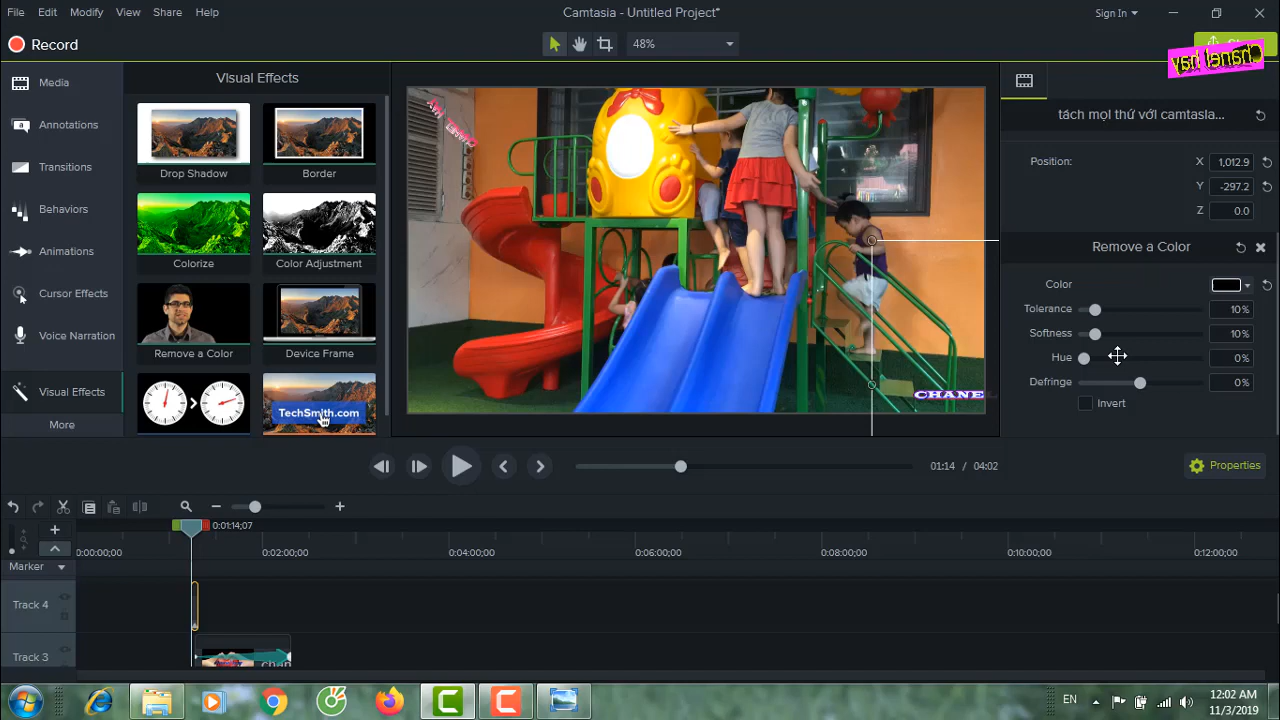 File Edit Modify View Share Help Camtasia - Untitled Project* Sign In
Record 48% Chanel hay
Media Visual Effects
Annotations
Transitions
Behaviors
Animations
Cursor Effects
Voice Narration
Visual Effects
More
Drop Shadow Border
Colorize Color Adjustment
Remove a Color Device Frame
TechSmith.com
CHANEL HAY
CHANE
tách mọi thứ với camtasia...
Position: X 1,012.9
Y -297.2
Z 0.0
Remove a Color
Color
Tolerance 10%
Softness 10%
Hue 0%
Defringe 0%
Invert
01:14 / 04:02
Properties
0:01:14;07
0:00:00;00 0:02:00;00 0:04:00;00 0:06:00;00 0:08:00;00 0:10:00;00 0:12:00;00
Marker
Track 4
Track 3
chan
EN 12:02 AM
11/3/2019